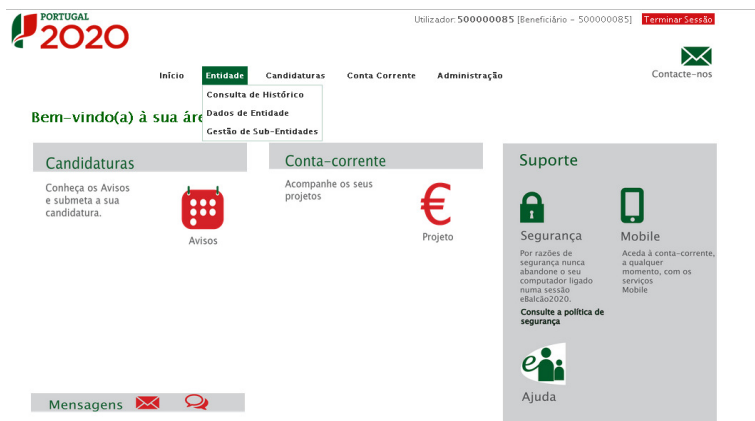 PORTUGAL
2020
Utilizador: 500000085 [Beneficiário – 500000085] Terminar Sessão
Contacte-nos
Início Entidade Candidaturas Conta Corrente Administração
Consulta de Histórico
Dados de Entidade
Gestão de Sub-Entidades
Bem-vindo(a) à sua áre
Candidaturas
Conheça os Avisos
e submeta a sua
candidatura.
Avisos
Conta-corrente
Acompanhe os seus
projetos
€
Projeto
Suporte
Segurança
Por razões de
segurança nunca
abandone o seu
computador ligado
numa sessão
eBalcão2020.
Consulte a política de
segurança
Mobile
Aceda à conta-corrente,
a qualquer
momento, com os
serviços
Mobile
e
Ajuda
Mensagens